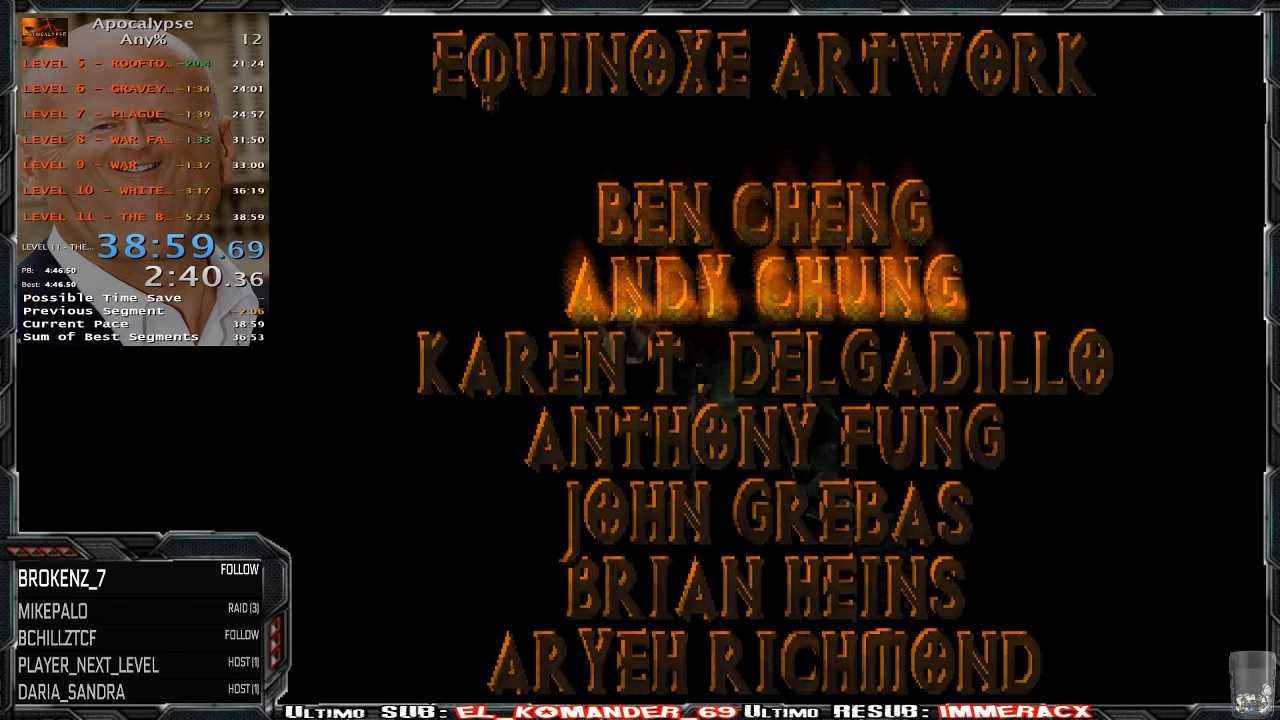 Apocalypse
Any% 12
LEVEL 5 - ROOFTO... -20.4 21:24
LEVEL 6 - GRAVEY... -1:34 24:01
LEVEL 7 - PLAGUE -1:39 24:57
LEVEL 8 - WAR FA... -1:33 31:50
LEVEL 9 - WAR -1:37 33:00
LEVEL 10 - WHITE... -3:17 36:19
LEVEL 11 - THE B... -5:23 38:59
LEVEL 11 - THE... 38:59.69
PB: 4:46.50 2:40.36
Best: 4:46.50
Possible Time Save -
Previous Segment -2:06
Current Pace 38:59
Sum of Best Segments 36:53
EQUINOXE ARTWORK
BEN CHENG
ANDY CHUNG
KAREN T. DELGADILLO
ANTHONY FUNG
JOHN GREBAS
BRIAN HEINS
ARYEH RICHMOND
BROKENZ_7 FOLLOW
MIKEPALO RAID (3)
BCHILLZTCF FOLLOW
PLAYER_NEXT_LEVEL HOST (1)
DARIA_SANDRA HOST (1)
ULTIMO SUB: EL_KOMANDER_69 ULTIMO RESUB: IMMERACX